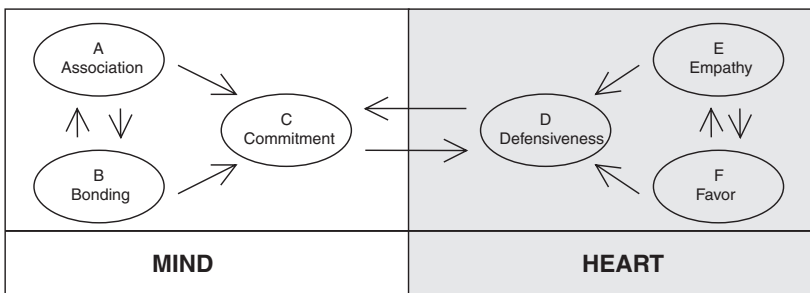 A
Association
B
Bonding
C
Commitment
D
Defensiveness
E
Empathy
F
Favor
MIND
HEART